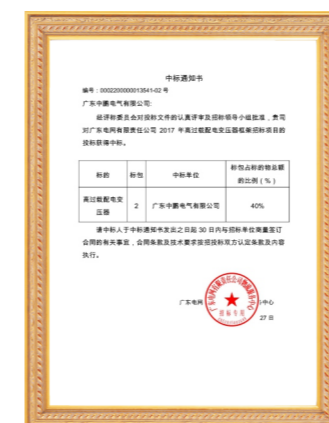 中标通知书
编号：0002200000013541-02 号
广东中鹏电气有限公司:
经评标委员会对投标文件的认真评审及招标领导小组批准，贵司
对广东电网有限责任公司 2017 年高过载配电变压器框架招标项目的
投标获得中标。
标的 标包 中标单位 标包占标的物总额的比例（%）
高过载配电变压器 2 广东中鹏电气有限公司 40%
请中标人于中标通知书发出之日起 30 日内与招标单位商量签订
合同的有关事宜，合同条款及技术要求按招投标双方认定条款及内容
执行。
广东电网 中心
27 日